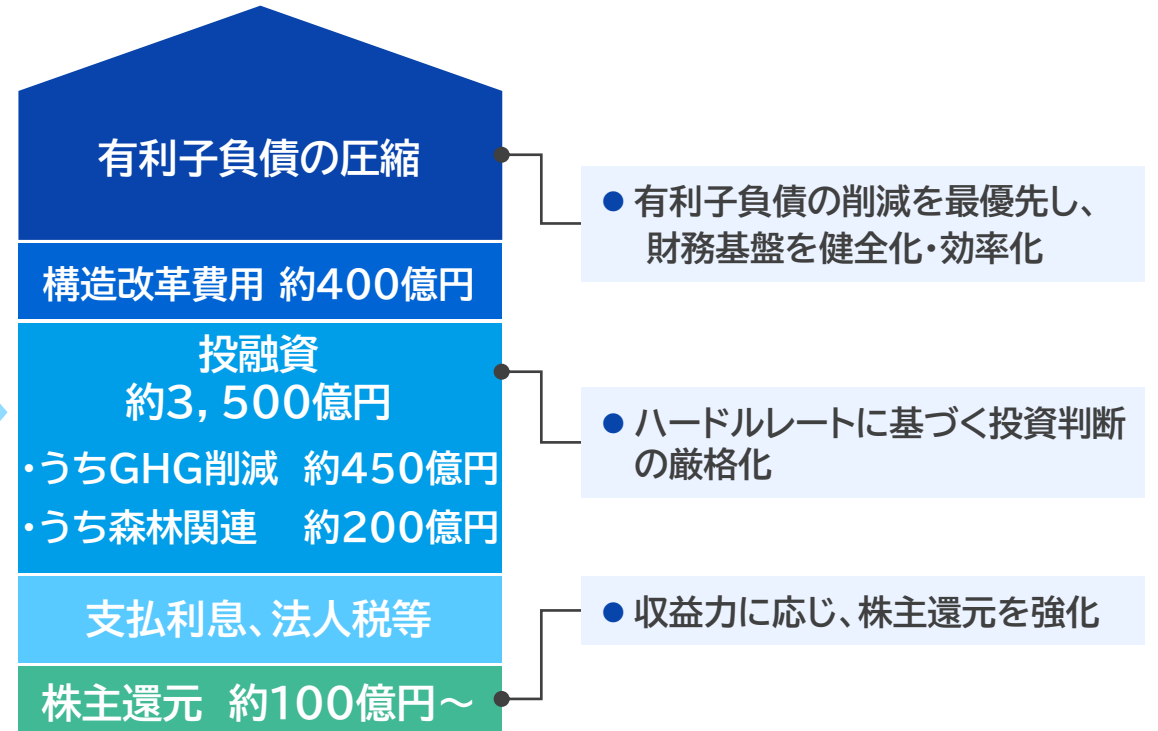 有利子負債の圧縮
構造改革費用 約400億円
投融資
約3,500億円
・うちGHG削減 約450億円
・うち森林関連 約200億円
支払利息、法人税等
株主還元 約100億円~
● 有利子負債の削減を最優先し、
財務基盤を健全化・効率化
● ハードルレートに基づく投資判断
の厳格化
● 収益力に応じ、株主還元を強化